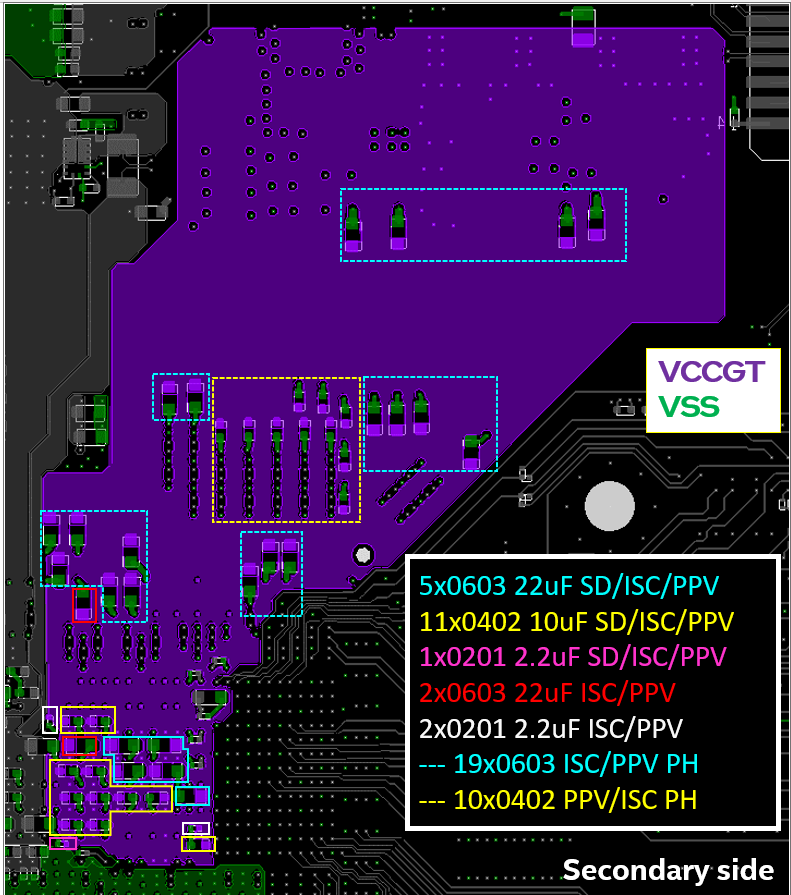 VCCGT
VSS
5x0603 22uF SD/ISC/PPV
11x0402 10uF SD/ISC/PPV
1x0201 2.2uF SD/ISC/PPV
2x0603 22uF ISC/PPV
2x0201 2.2uF ISC/PPV
--- 19x0603 ISC/PPV PH
--- 10x0402 PPV/ISC PH
Secondary side